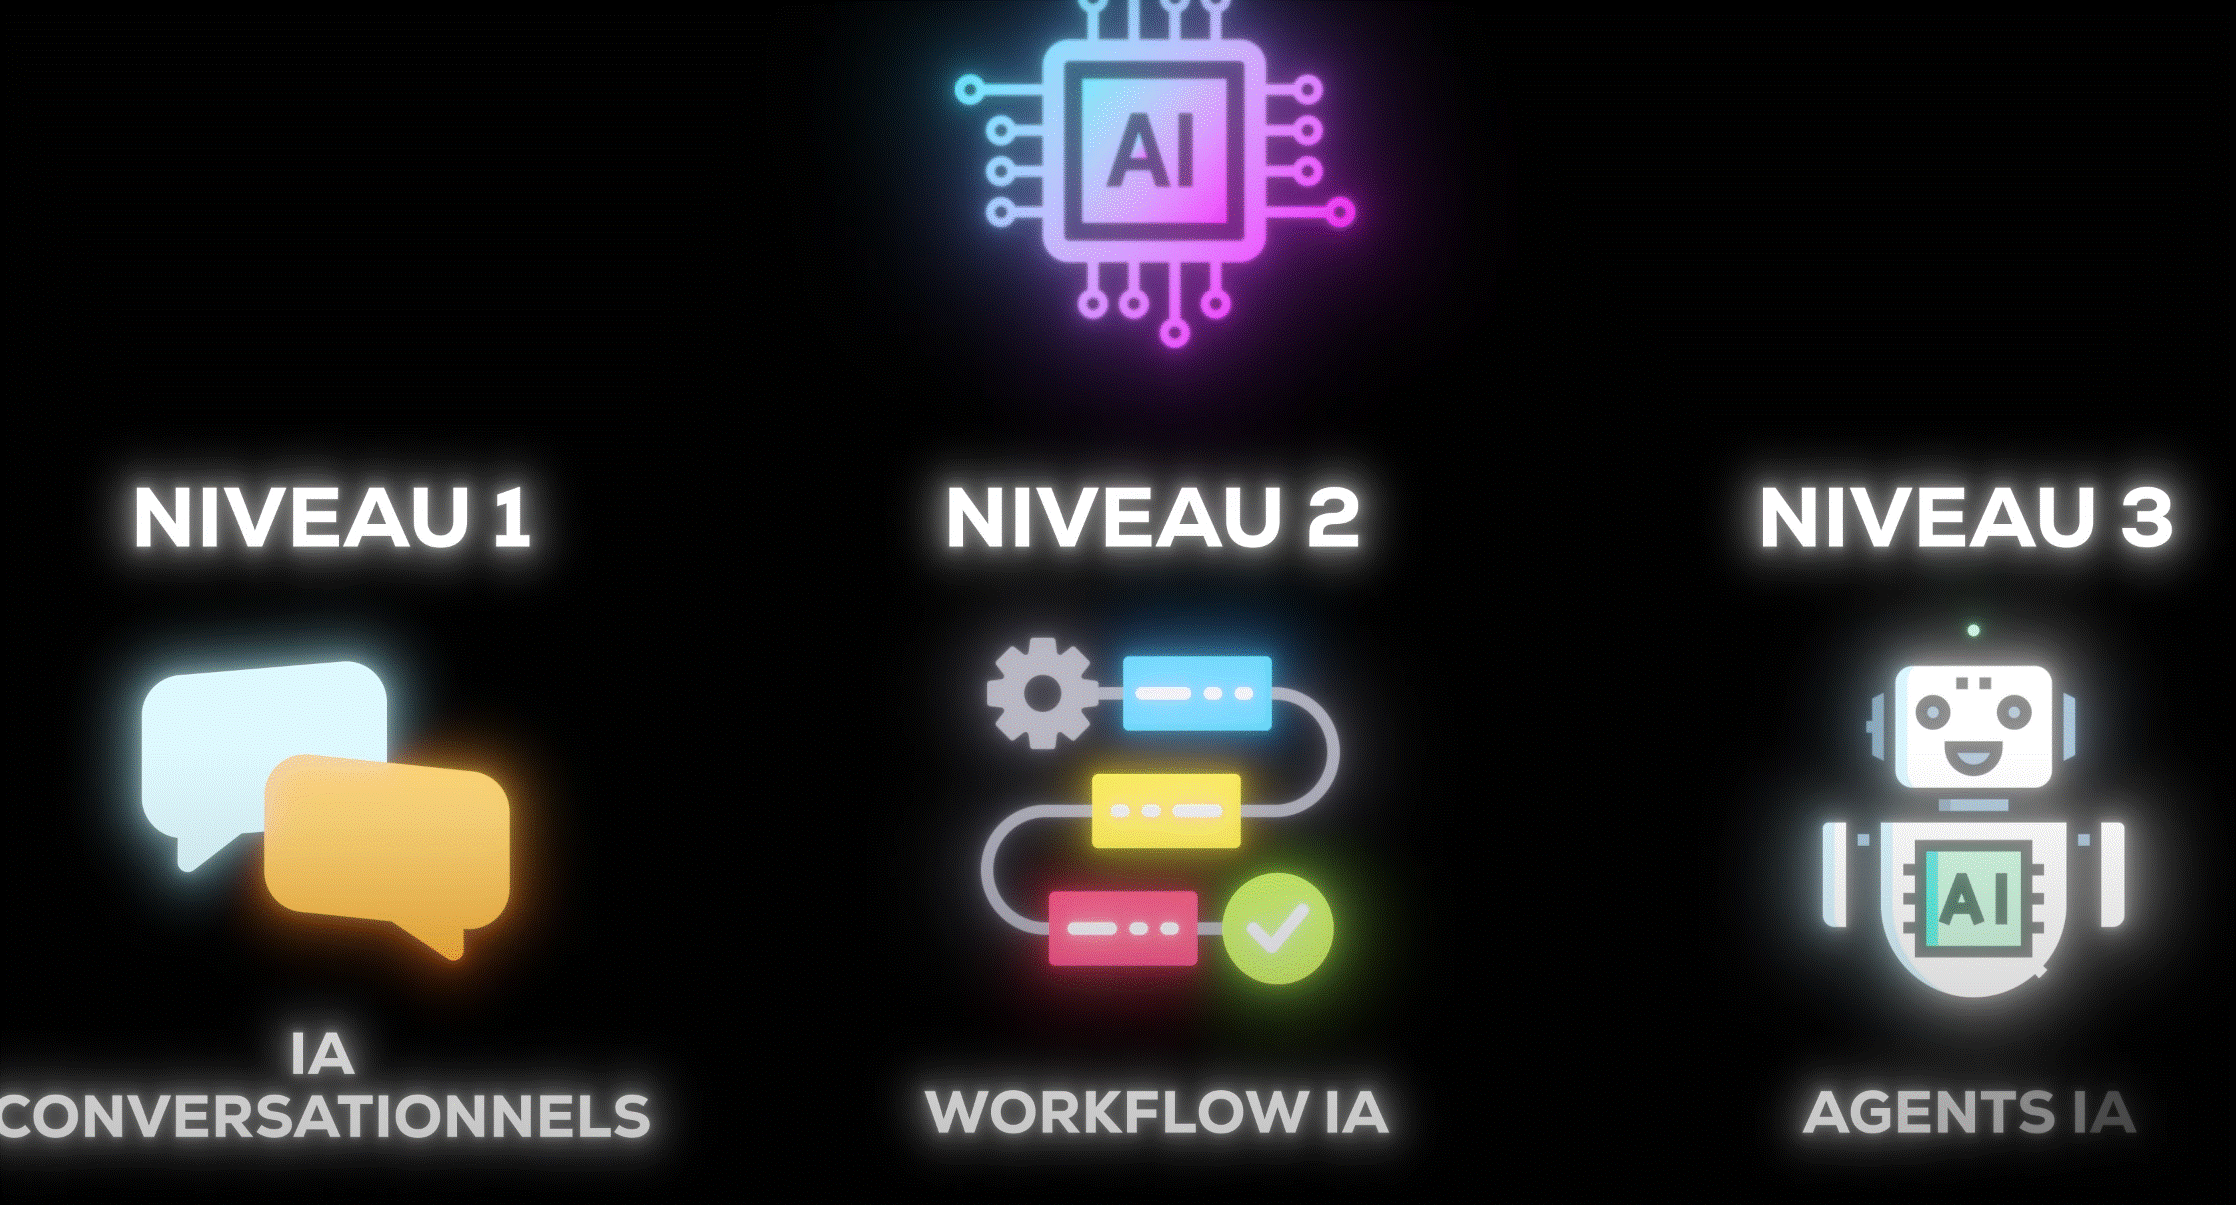 AI
NIVEAU 1
NIVEAU 2
NIVEAU 3
AI
IA
CONVERSATIONNELS
WORKFLOW IA
AGENTS IA